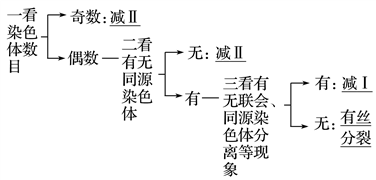 一看
染色
体数
目
奇数：减Ⅱ
偶数
二看
有无
同源
染色
体
无：减Ⅱ
有
三看有
无联会、
同源染
色体分
离等现
象
有：减Ⅰ
无：有丝
分裂